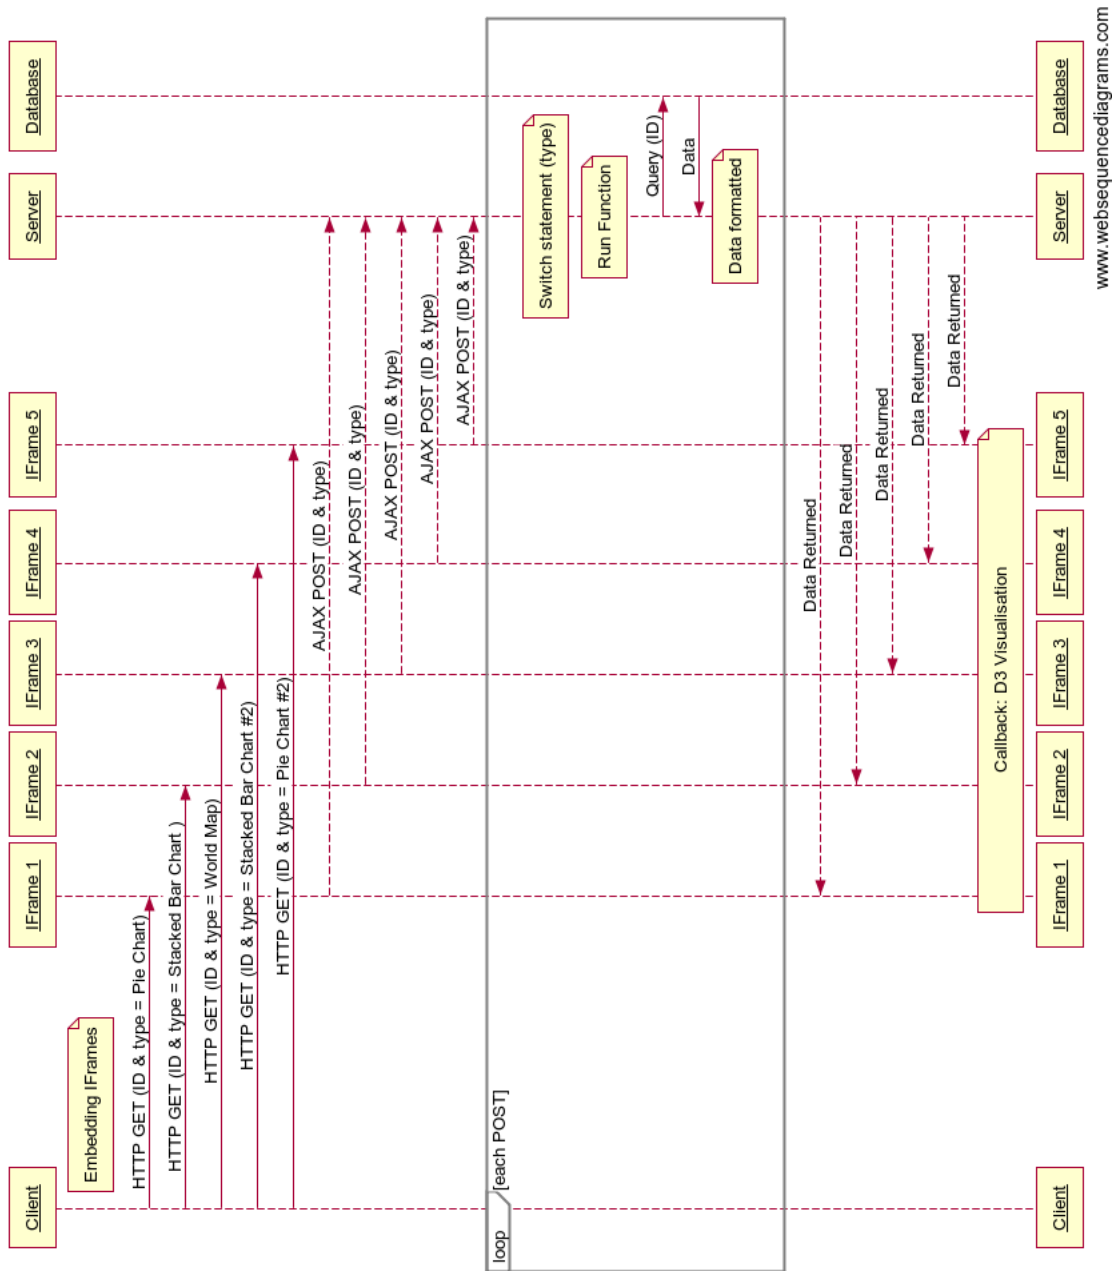 Client
IFrame 1
IFrame 2
IFrame 3
IFrame 4
IFrame 5
Server
Database
Embedding IFrames
HTTP GET (ID & type = Pie Chart)
HTTP GET (ID & type = Stacked Bar Chart )
HTTP GET (ID & type = World Map)
HTTP GET (ID & type = Stacked Bar Chart #2)
HTTP GET (ID & type = Pie Chart #2)
AJAX POST (ID & type)
AJAX POST (ID & type)
AJAX POST (ID & type)
AJAX POST (ID & type)
AJAX POST (ID & type)
loop
[each POST]
Switch statement (type)
Run Function
Query (ID)
Data
Data formatted
Data Returned
Data Returned
Data Returned
Data Returned
Data Returned
Callback: D3 Visualisation
Client
IFrame 1
IFrame 2
IFrame 3
IFrame 4
IFrame 5
Server
Database
www.websequencediagrams.com